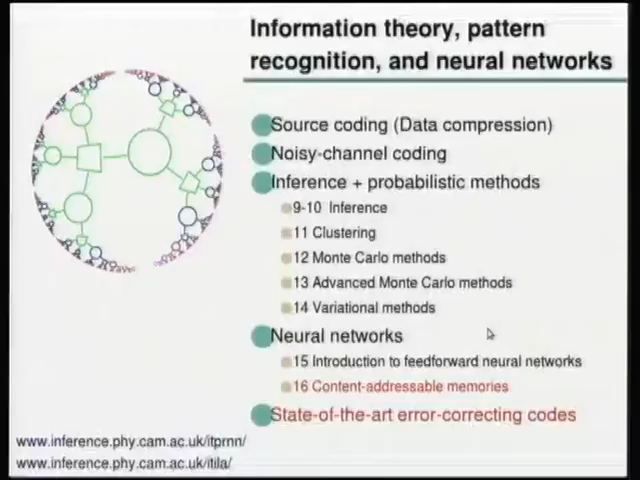 Information theory, pattern
recognition, and neural networks
Source coding (Data compression)
Noisy-channel coding
Inference + probabilistic methods
9-10 Inference
11 Clustering
12 Monte Carlo methods
13 Advanced Monte Carlo methods
14 Variational methods
Neural networks
15 Introduction to feedforward neural networks
16 Content-addressable memories
State-of-the-art error-correcting codes
www.inference.phy.cam.ac.uk/itprnn/
www.inference.phy.cam.ac.uk/itila/